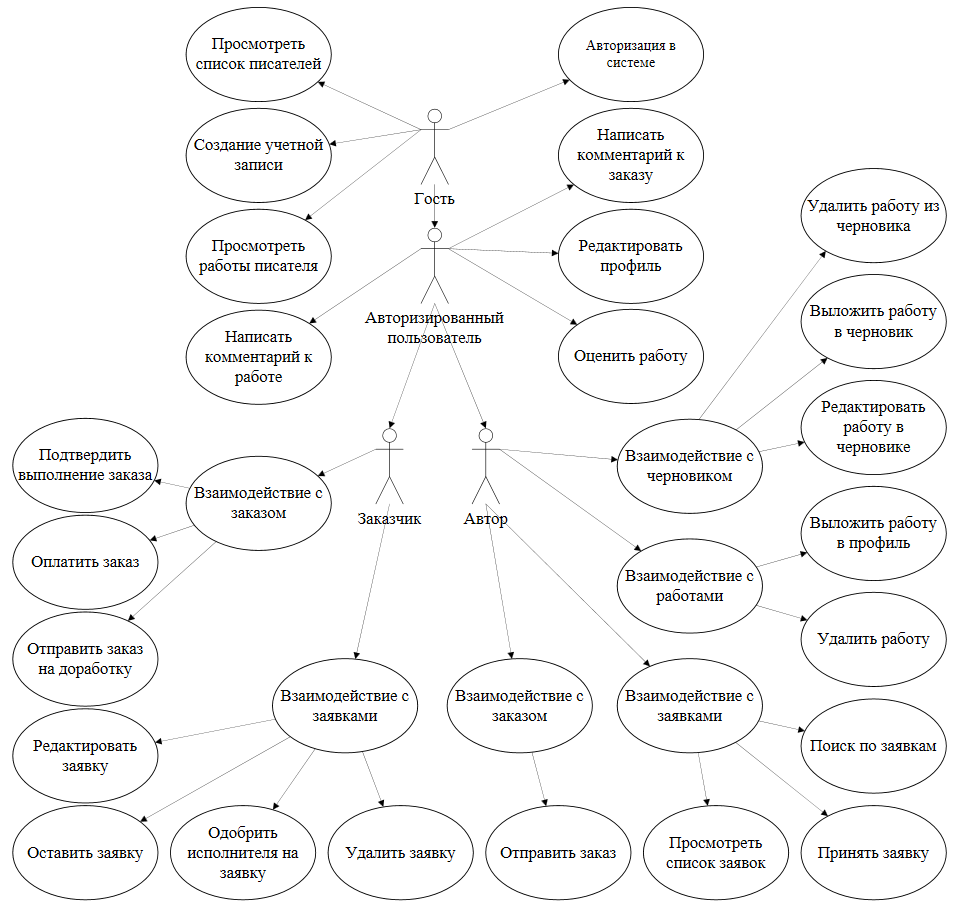 Просмотреть
список писателей
Авторизация в
системе
Создание учетной
записи
Написать
комментарий к
заказу
Гость
Удалить работу из
черновика
Просмотреть
работы писателя
Редактировать
профиль
Выложить работу
в черновик
Авторизированный
пользователь
Написать
комментарий к
работе
Оценить работу
Редактировать
работу в
черновике
Подтвердить
выполнение заказа
Взаимодействие с
заказом
Заказчик
Автор
Взаимодействие с
черновиком
Выложить работу
в профиль
Оплатить заказ
Взаимодействие с
работами
Отправить заказ
на доработку
Удалить работу
Взаимодействие с
заявками
Взаимодействие с
заказом
Взаимодействие с
заявками
Редактировать
заявку
Поиск по заявкам
Оставить заявку
Одобрить
исполнителя на
заявку
Удалить заявку
Отправить заказ
Просмотреть
список заявок
Принять заявку